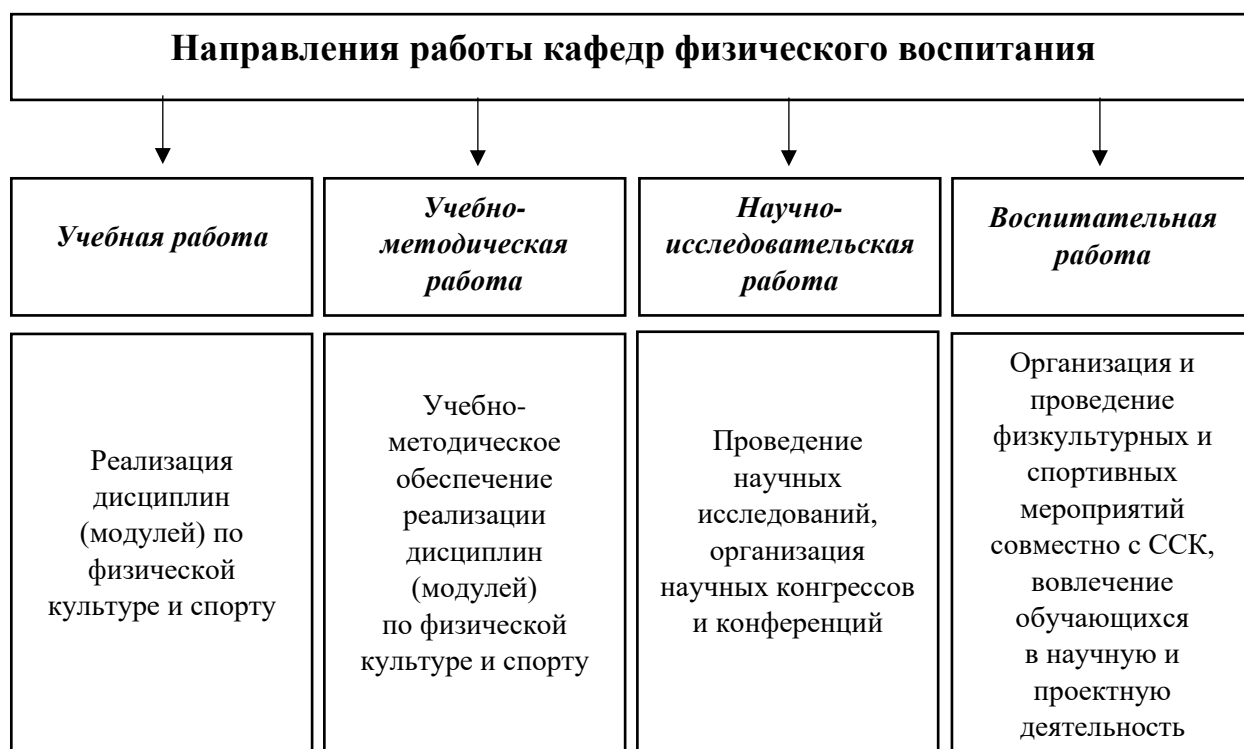 Направления работы кафедр физического воспитания
Учебная работа
Учебно-
методическая
работа
Научно-
исследовательская
работа
Воспитательная
работа
Реализация
дисциплин
(модулей) по
физической
культуре и спорту
Учебно-
методическое
обеспечение
реализации
дисциплин
(модулей)
по физической
культуре и спорту
Проведение
научных
исследований,
организация
научных конгрессов
и конференций
Организация и
проведение
физкультурных и
спортивных
мероприятий
совместно с ССК,
вовлечение
обучающихся
в научную и
проектную
деятельность